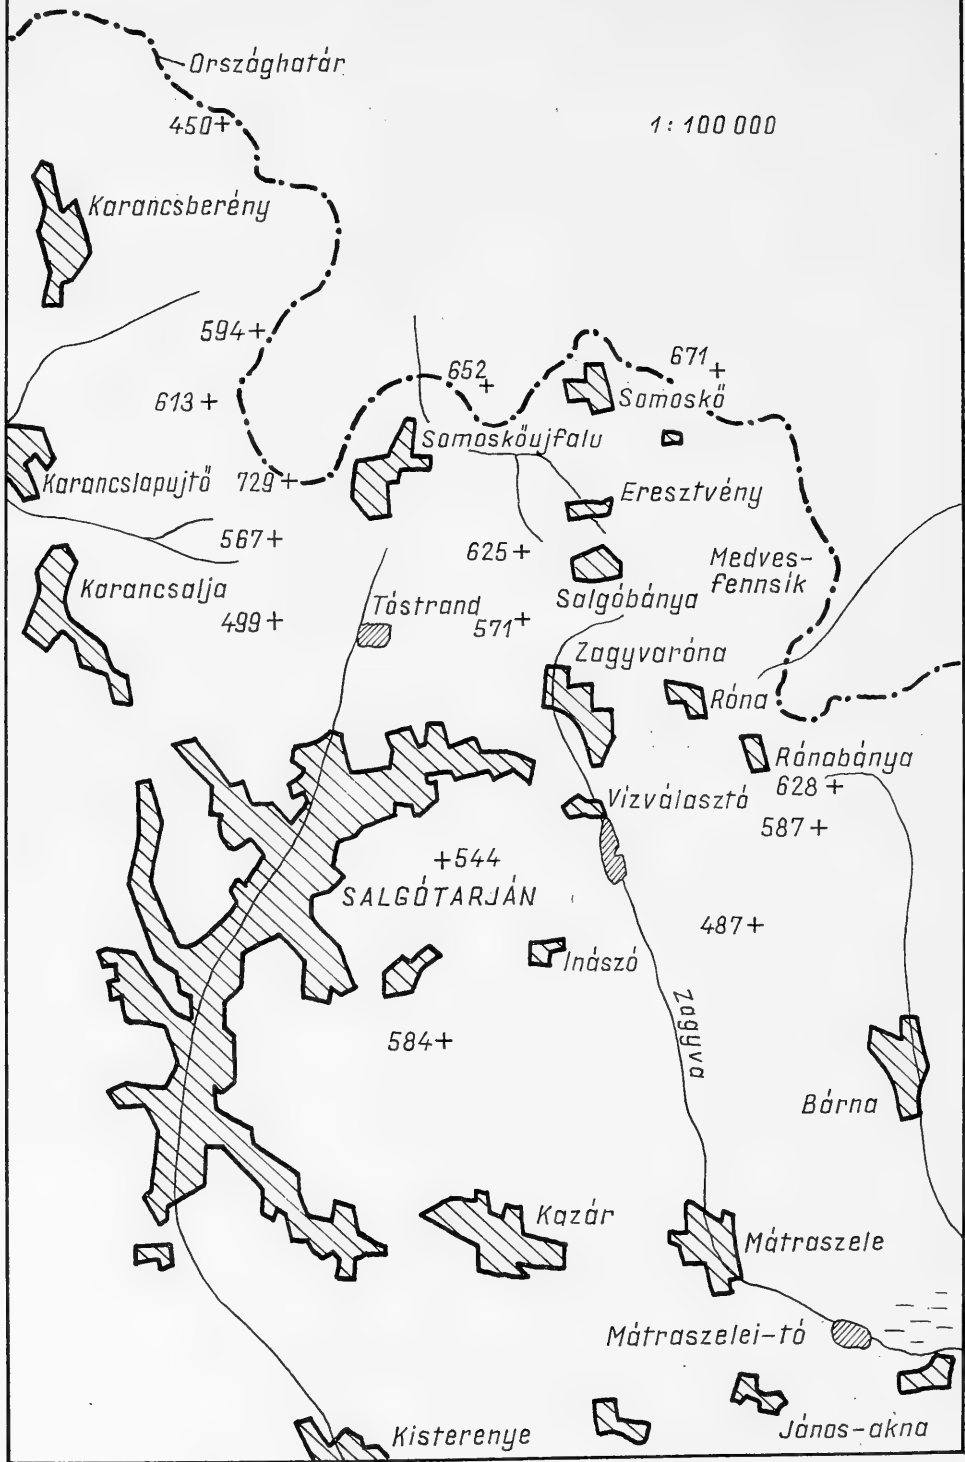 Országhatár
450+
1: 100 000
Karancsberény
594+
652+
671+
613+
Somoskő
Somoskőujfalu
Karancslapujtő
729+
Eresztvény
567+
625+
Medves-
fennsík
Karancsalja
Tóstrand
Salgóbánya
499+
571+
Zagyvaróna
Róna
Rónabánya
628+
Vízválasztó
587+
+544
SALGÓTARJÁN
487+
Inászó
Zagyva
584+
Bárna
Kazár
Mátraszele
Mátraszelei-tó
János-akna
Kisterenye